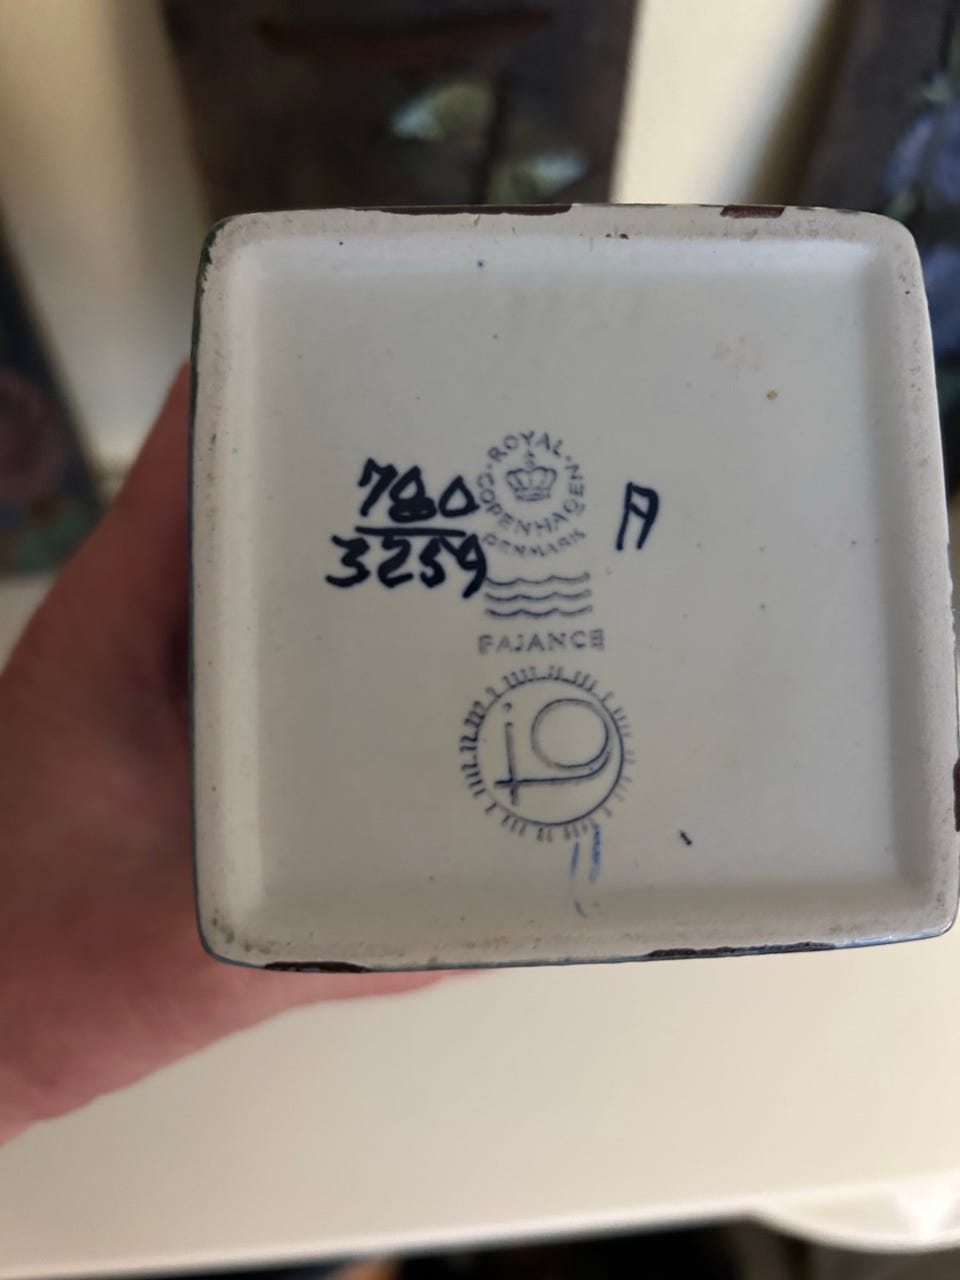 ROYAL COPENHAGEN
DENMARK
780
3259
A
FAJANCE